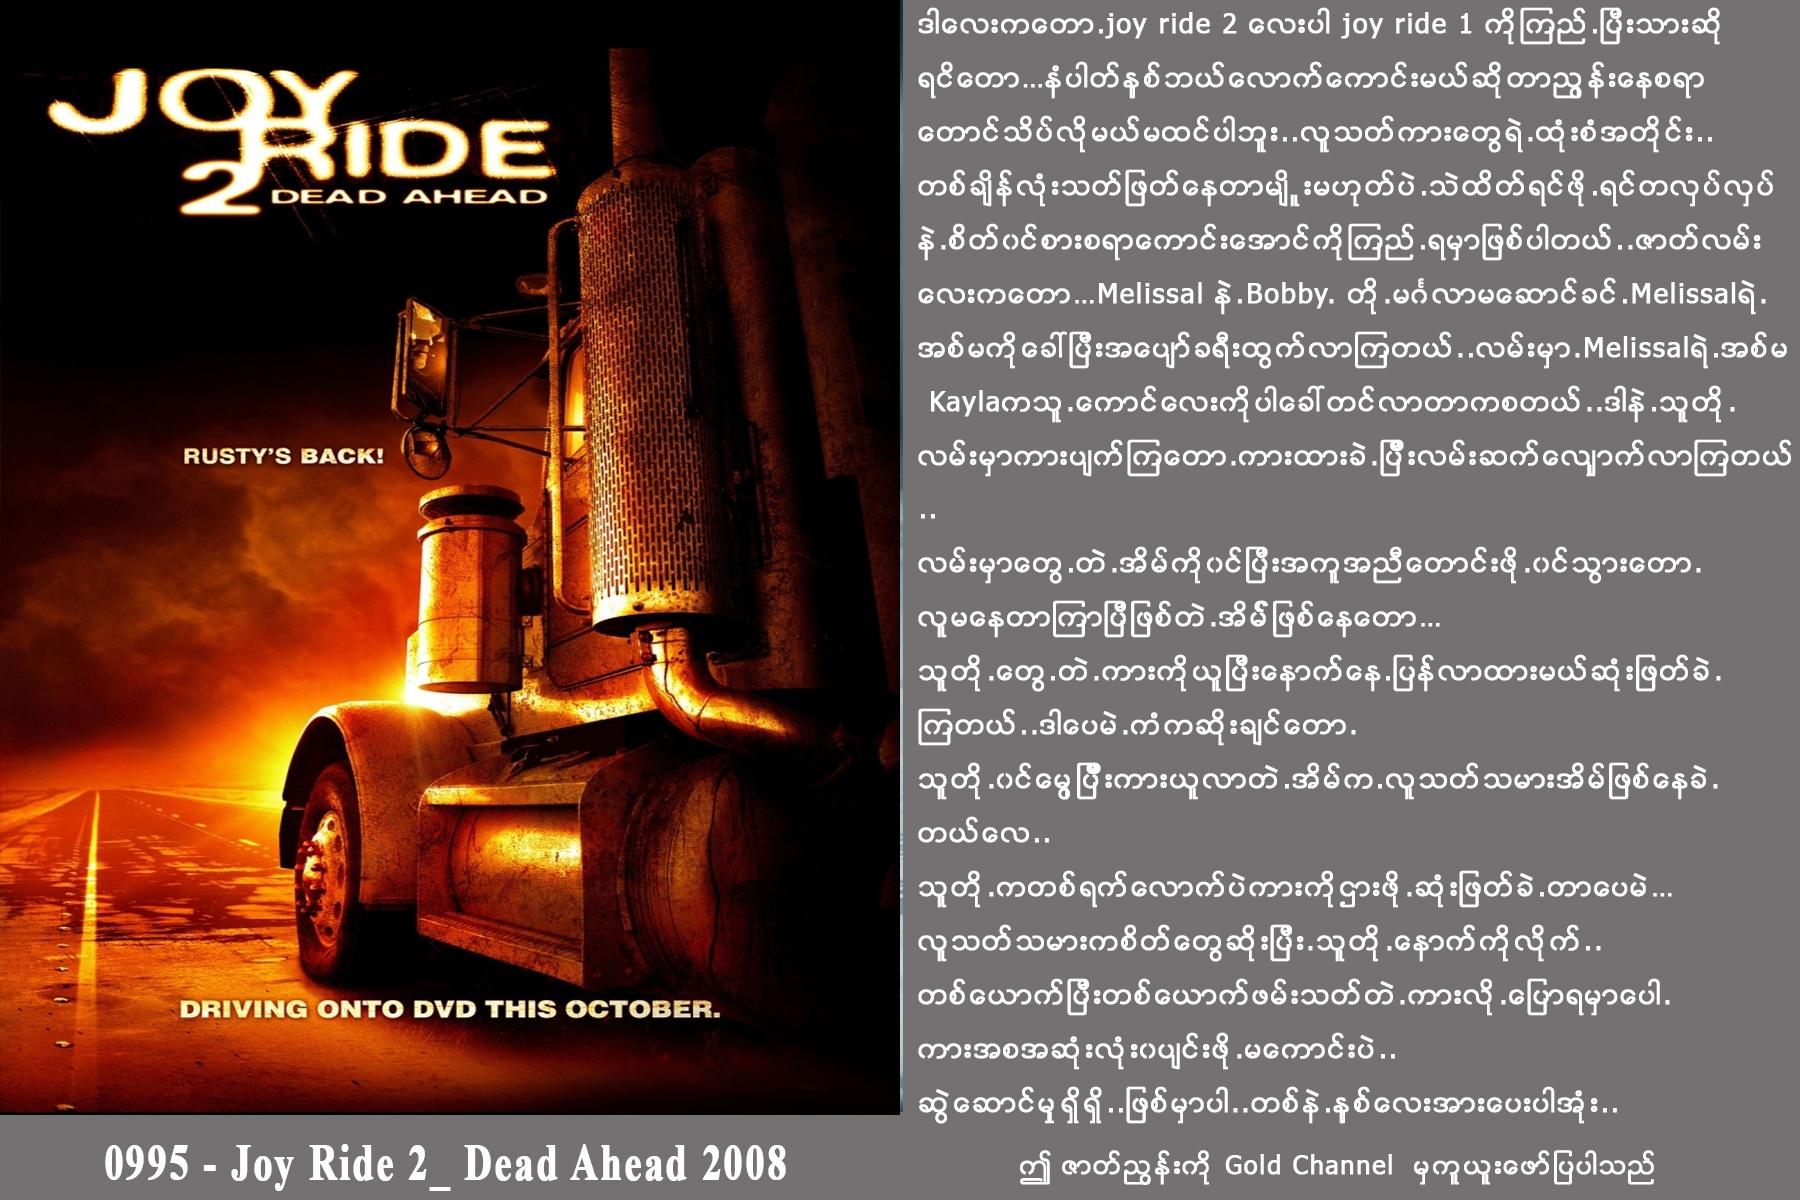 JOY
RIDE
2 DEAD AHEAD
RUSTY'S BACK!
DRIVING ONTO DVD THIS OCTOBER.
0995 - Joy Ride 2_ Dead Ahead 2008
ဒါလေးကတော.joy ride 2 လေးပါ joy ride 1 ကိုကြည်.ပြီးသားဆို
ရင်တော...နံပါတ်နှစ်ဘယ်လောက်ကောင်းမယ်ဆိုတာညွှန်းနေစရာ
တောင်သိပ်လိုမယ်မထင်ပါဘူး..လူသတ်ကားတွေရဲ.ထုံးစံအတိုင်း..
တစ်ချိန်လုံးသတ်ဖြတ်နေတာမျိူးမဟုတ်ပဲ.သဲထိတ်ရင်ဖို.ရင်တလှပ်လှပ်
နဲ.စိတ်၀င်စားစရာကောင်းအောင်ကိုကြည်.ရမှာဖြစ်ပါတယ်..ဇာတ်လမ်း
လေးကတော...Melissal နဲ.Bobby. တို.မင်္ဂလာမဆောင်ခင်.Melissalရဲ.
အစ်မကိုခေါ်ပြီးအပျော်ခရီးထွက်လာကြတယ်..လမ်းမှာ.Melissalရဲ.အစ်မ
Kaylaကသူ.ကောင်လေးကိုပါခေါ်တင်လာတာကစတယ်..ဒါနဲ.သူတို.
လမ်းမှာကားပျက်ကြတော.ကားထားခဲ.ပြီးလမ်းဆက်လျှောက်လာကြတယ်
..
လမ်းမှာတွေ.တဲ.အိမ်ကို၀င်ပြီးအကူအညီတောင်းဖို.၀င်သွားတော.
လူမနေတာကြာပြီဖြစ်တဲ.အိမ်ဖြစ်နေတော...
သူတို.တွေ.တဲ.ကားကိုယူပြီးနောက်နေ.ပြန်လာထားမယ်ဆုံးဖြတ်ခဲ.
ကြတယ်..ဒါပေမဲ.ကံကဆိုးချင်တော.
သူတို.၀င်မွှေပြီးကားယူလာတဲ.အိမ်က.လူသတ်သမားအိမ်ဖြစ်နေခဲ.
တယ်လေ..
သူတို.ကတစ်ရက်လောက်ပဲကားကိုဌားဖို.ဆုံးဖြတ်ခဲ.တာပေမဲ...
လူသတ်သမားကစိတ်တွေဆိုးပြီး.သူတို.နောက်ကိုလိုက်..
တစ်ယောက်ပြီးတစ်ယောက်ဖမ်းသတ်တဲ.ကားလို.ပြောရမှာပေါ.
ကားအစအဆုံးလုံး၀ပျင်းဖို.မကောင်းပဲ..
ဆွဲဆောင်မှုရှိရှိ..ဖြစ်မှာပါ..တစ်နဲ.နှစ်လေးအားပေးပါအုံး..
ဤ ဇာတ်ညွှန်းကို Gold Channel မှကူယူးဖော်ပြပါသည်